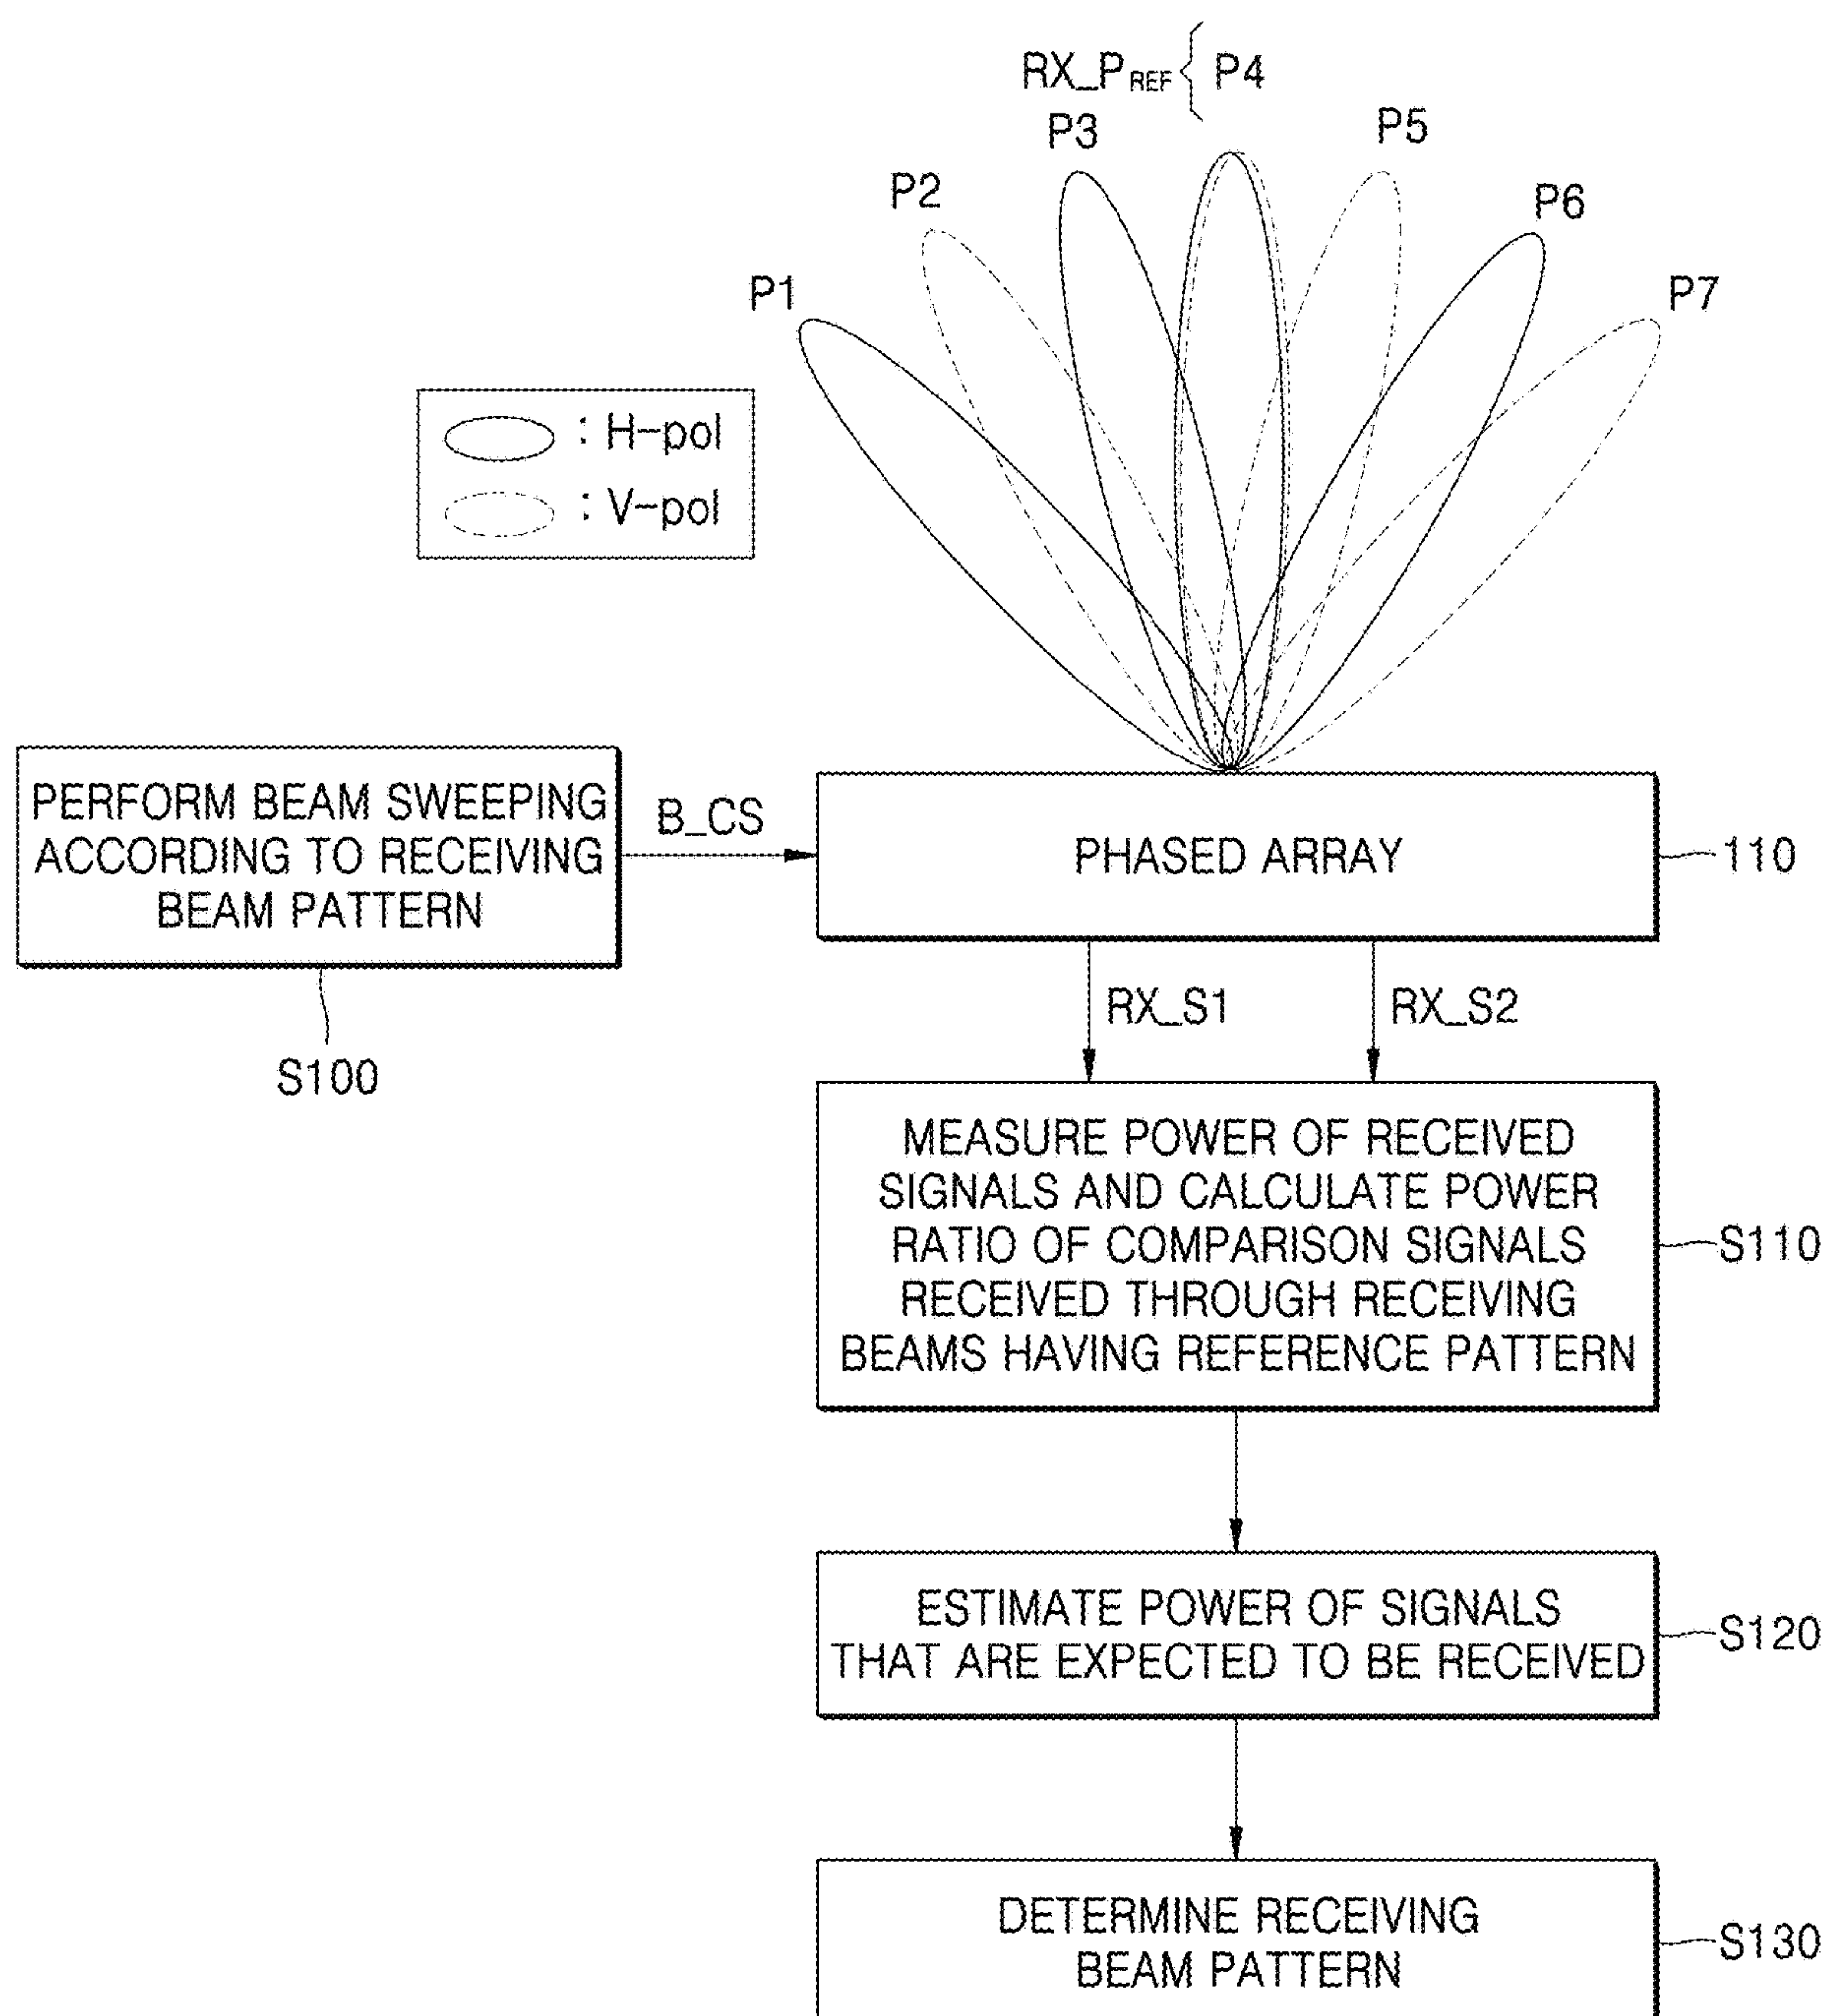 RX_PREF { P4
P3
P5
P2
P6
P1
P7
: H-pol
: V-pol
PERFORM BEAM SWEEPING
ACCORDING TO RECEIVING
BEAM PATTERN
B_CS
PHASED ARRAY
110
S100
RX_S1
RX_S2
MEASURE POWER OF RECEIVED
SIGNALS AND CALCULATE POWER
RATIO OF COMPARISON SIGNALS
RECEIVED THROUGH RECEIVING
BEAMS HAVING REFERENCE PATTERN
S110
ESTIMATE POWER OF SIGNALS
THAT ARE EXPECTED TO BE RECEIVED
S120
DETERMINE RECEIVING
BEAM PATTERN
S130